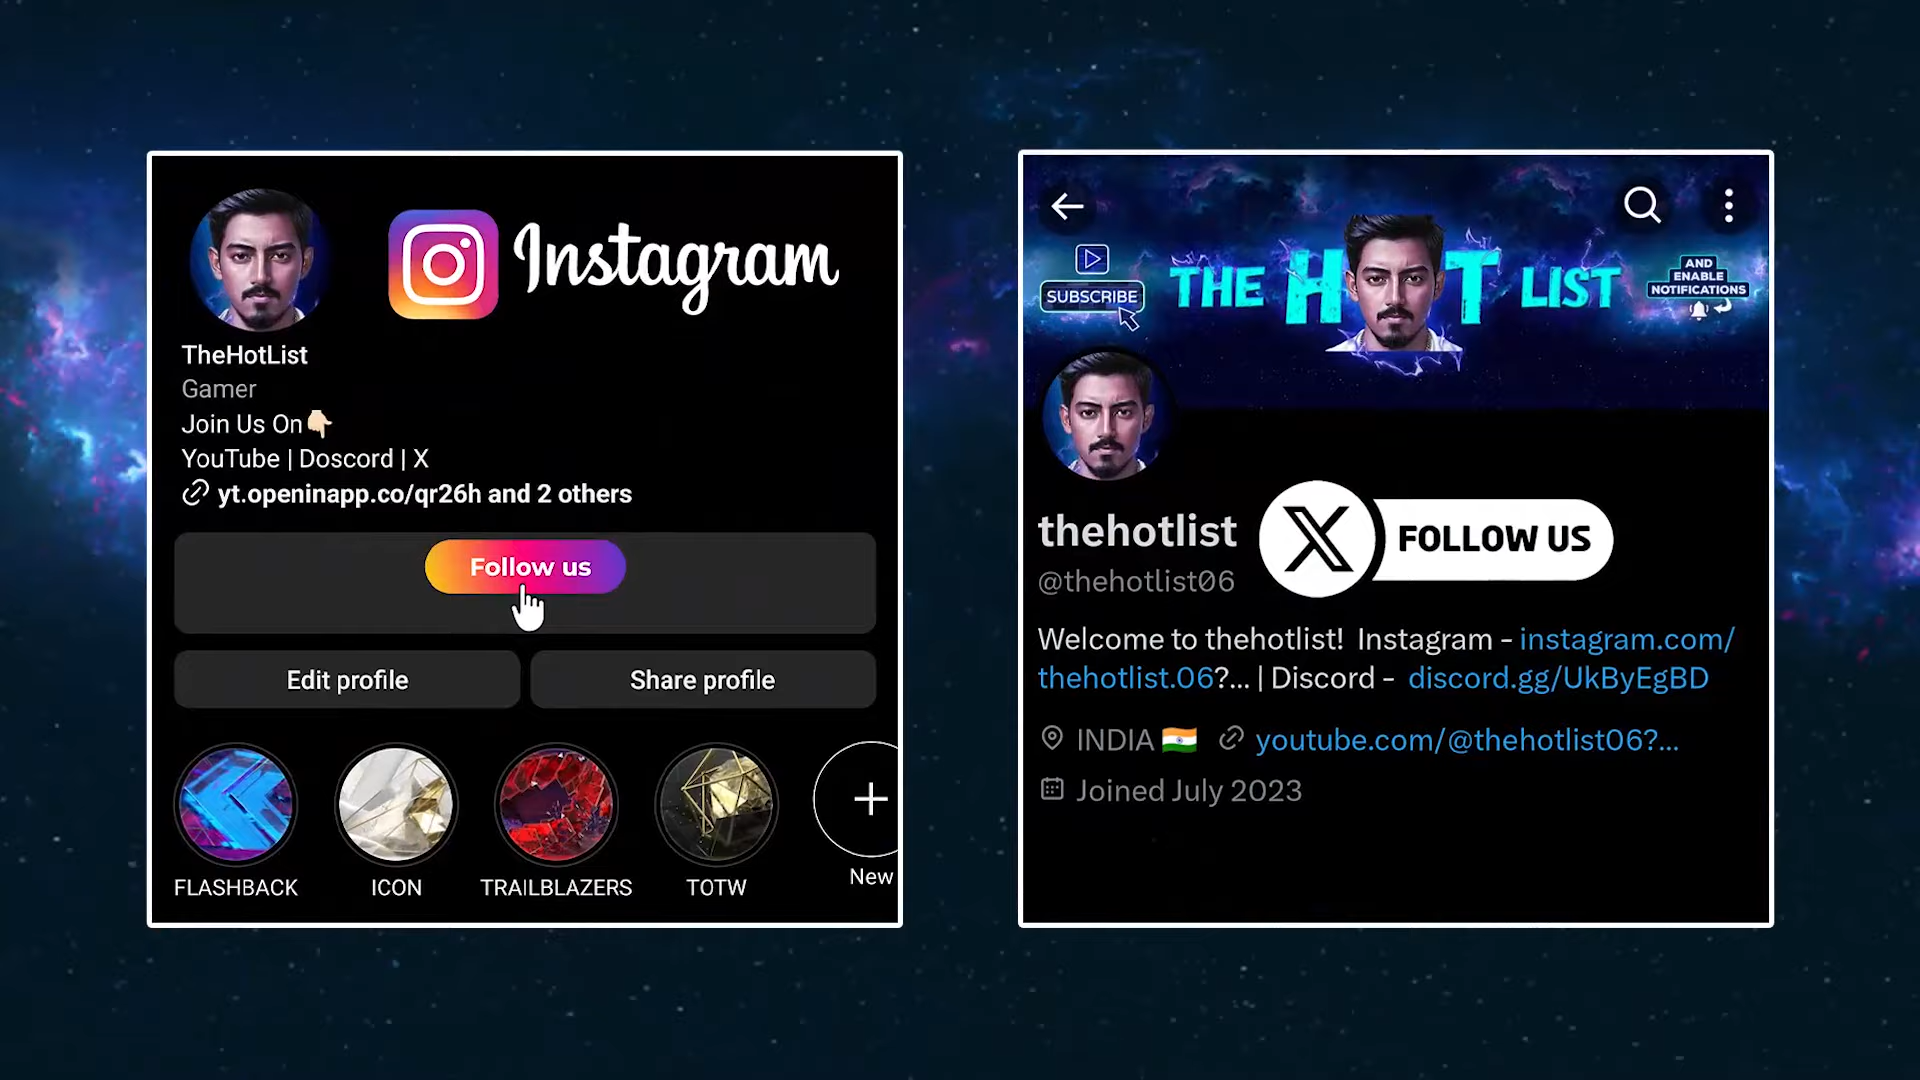 Instagram
TheHotList
Gamer
Join Us On👇🏻
YouTube | Doscord | X
yt.openinapp.co/qr26h and 2 others
Follow us
Edit profile
Share profile
FLASHBACK
ICON
TRAILBLAZERS
TOTW
New
SUBSCRIBE
THE HOT LIST
AND
ENABLE
NOTIFICATIONS
thehotlist
@thehotlist06
X FOLLOW US
Welcome to thehotlist! Instagram - instagram.com/
thehotlist.06?... | Discord - discord.gg/UkByEgBD
INDIA 🇮🇳 youtube.com/@thehotlist06?...
Joined July 2023